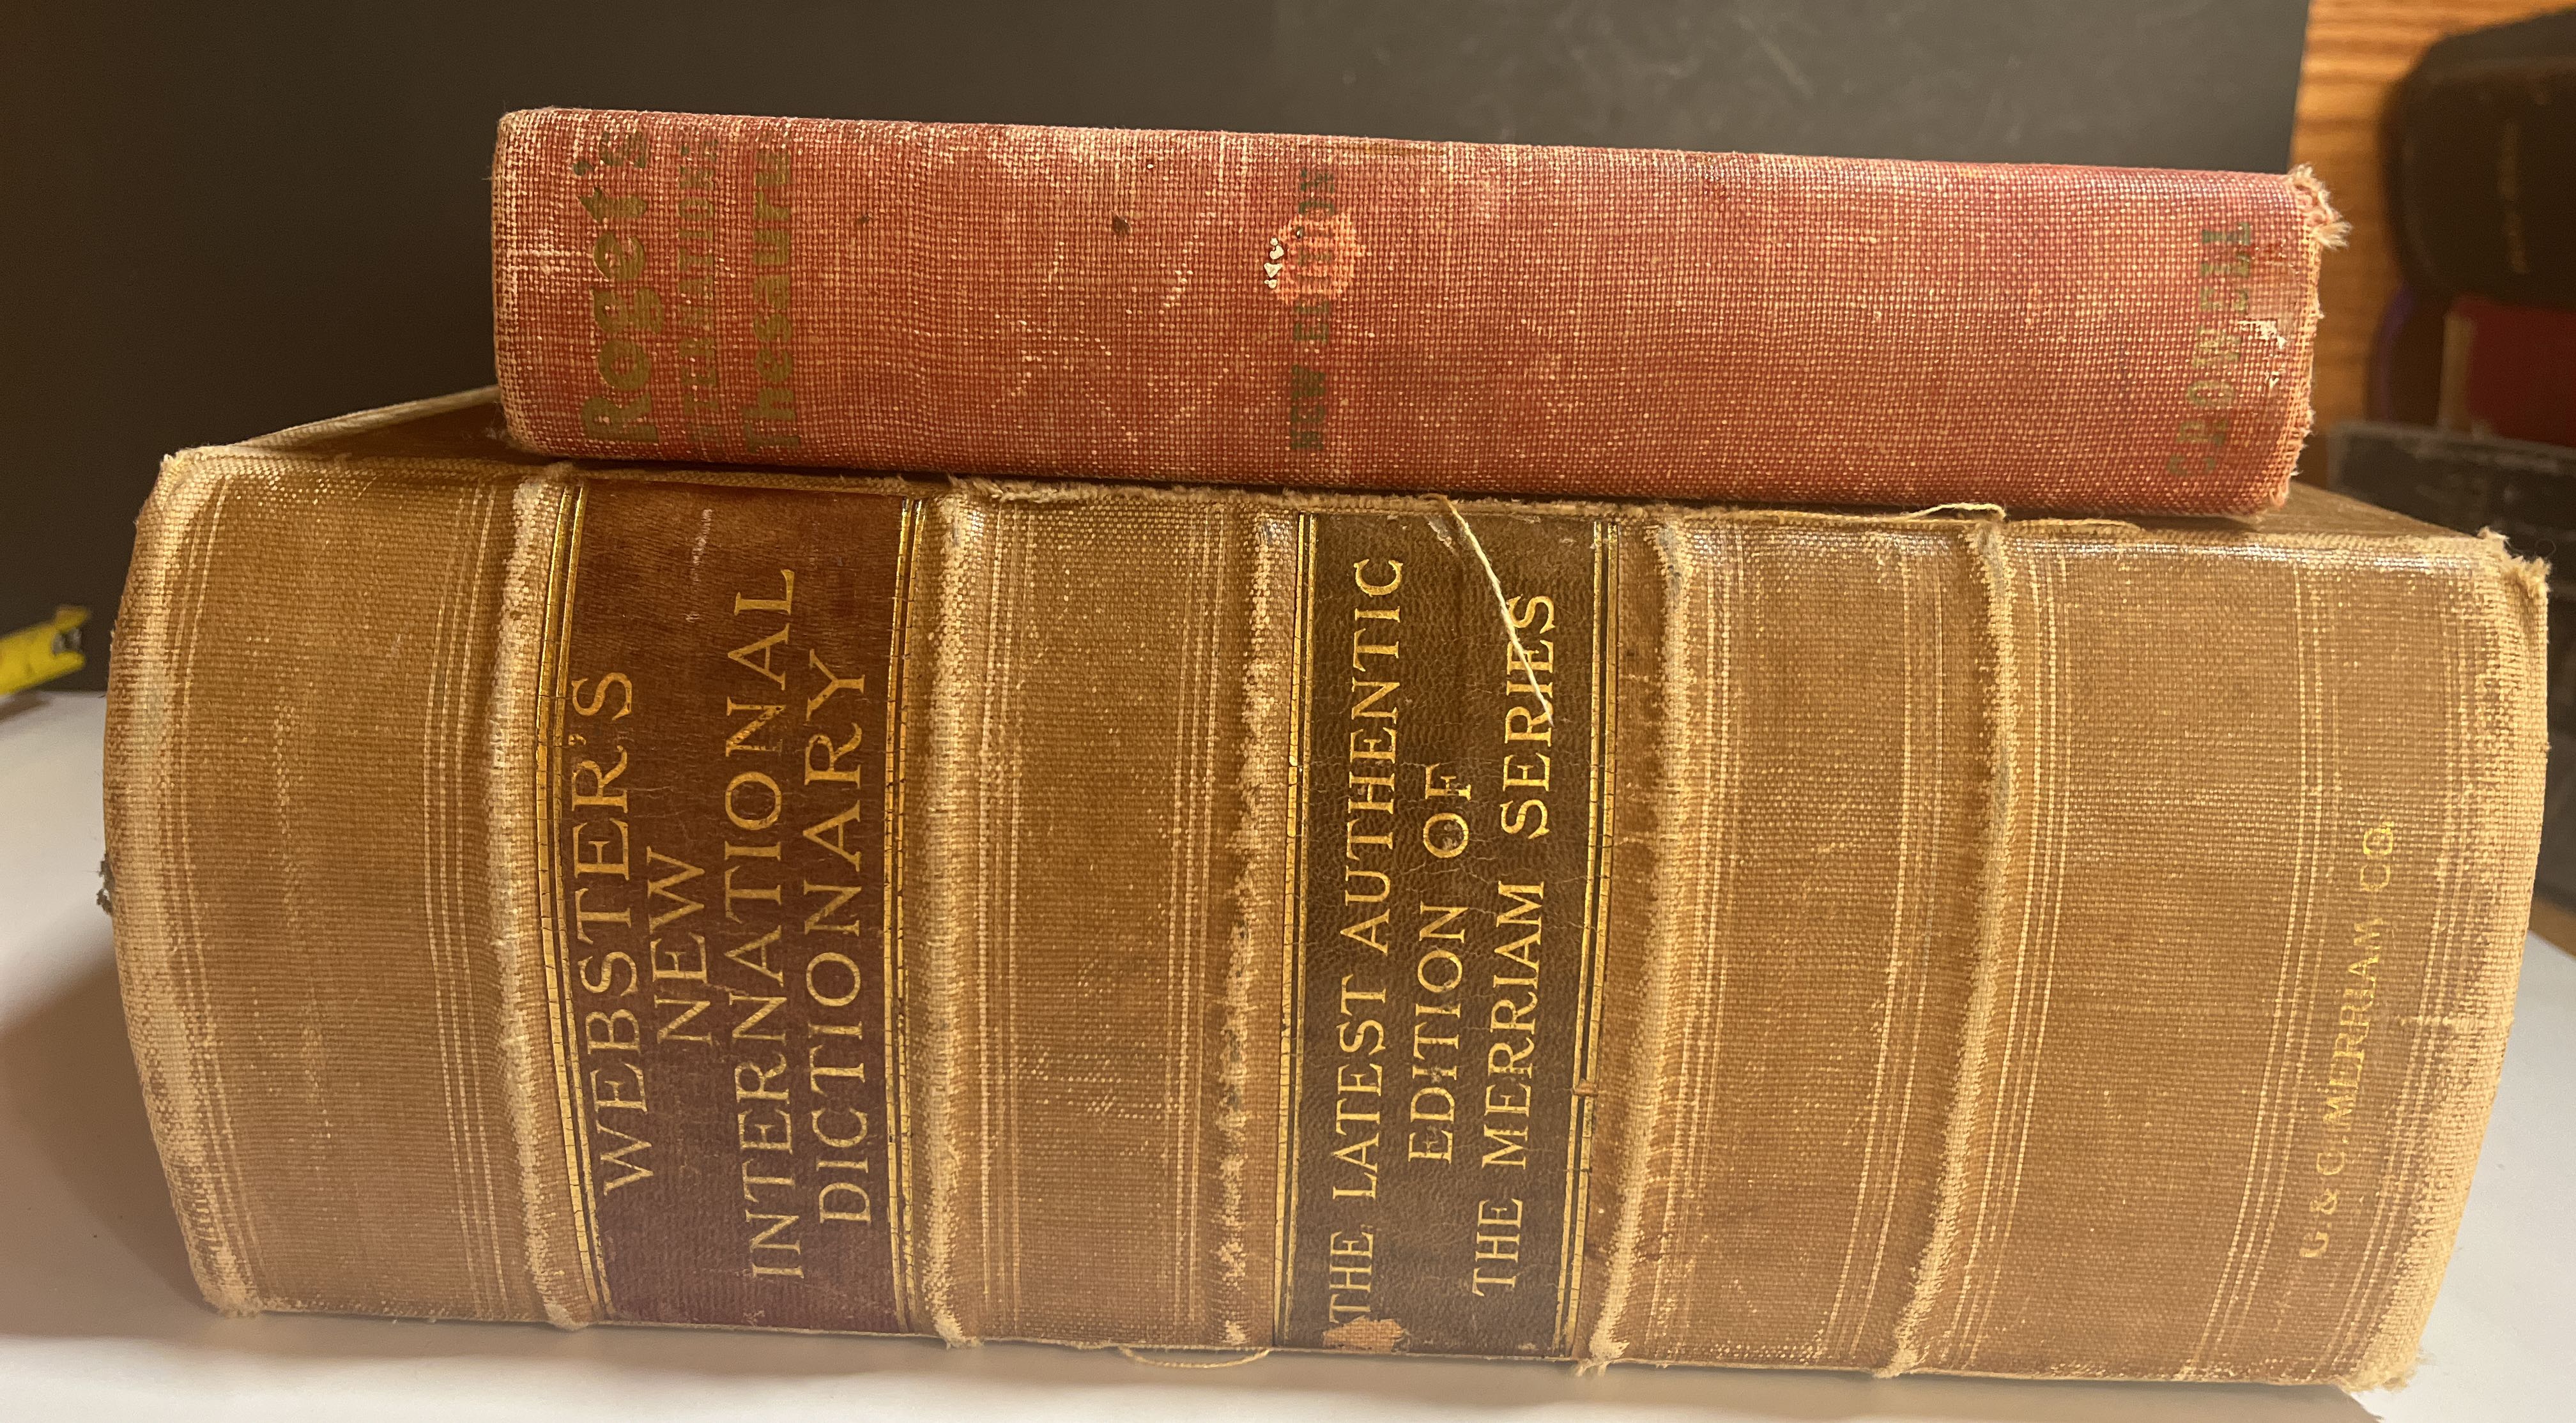 Roget's
INTERNATIONAL
Thesaurus
NEW EDITION
CROWELL
WEBSTER'S
NEW
INTERNATIONAL
DICTIONARY
THE LATEST AUTHENTIC
EDITION OF
THE MERRIAM SERIES
G. & C. MERRIAM CO.